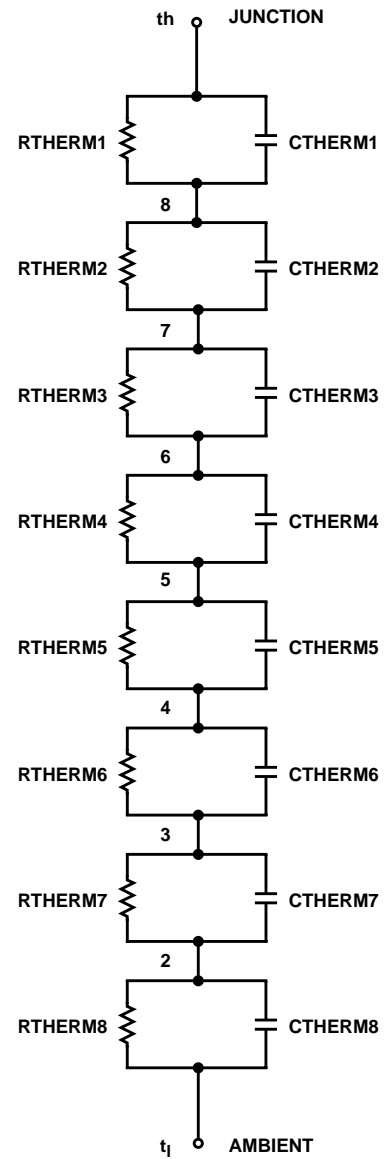 th JUNCTION
RTHERM1 CTHERM1
8
RTHERM2 CTHERM2
7
RTHERM3 CTHERM3
6
RTHERM4 CTHERM4
5
RTHERM5 CTHERM5
4
RTHERM6 CTHERM6
3
RTHERM7 CTHERM7
2
RTHERM8 CTHERM8
tl AMBIENT